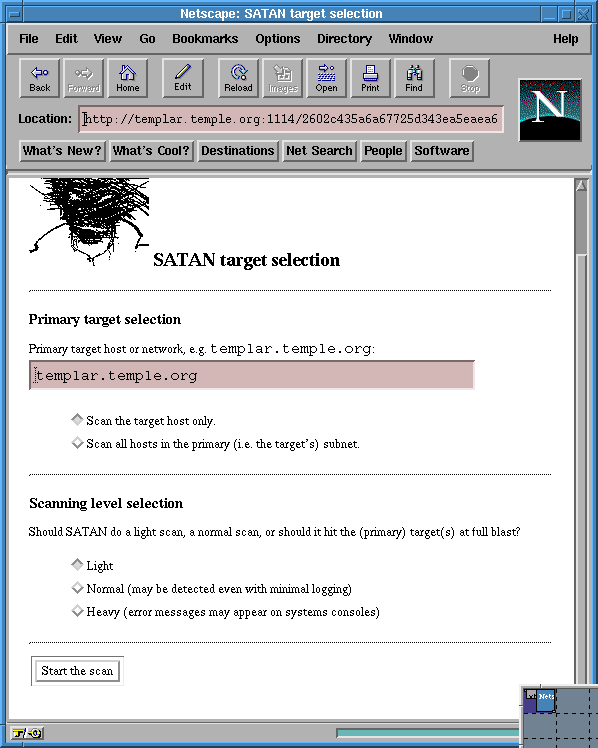 Netscape: SATAN target selection
File Edit View Go Bookmarks Options Directory Window Help
Back Forward Home Edit Reload Images Open Print Find Stop
N
Location: http://templar.temple.org:1114/2602c435a6a67725d343ea5eaea6
What's New? What's Cool? Destinations Net Search People Software
SATAN target selection
Primary target selection
Primary target host or network, e.g. templar.temple.org:
templar.temple.org
Scan the target host only.
Scan all hosts in the primary (i.e. the target's) subnet.
Scanning level selection
Should SATAN do a light scan, a normal scan, or should it hit the (primary) target(s) at full blast?
Light
Normal (may be detected even with minimal logging)
Heavy (error messages may appear on systems consoles)
Start the scan
Nets